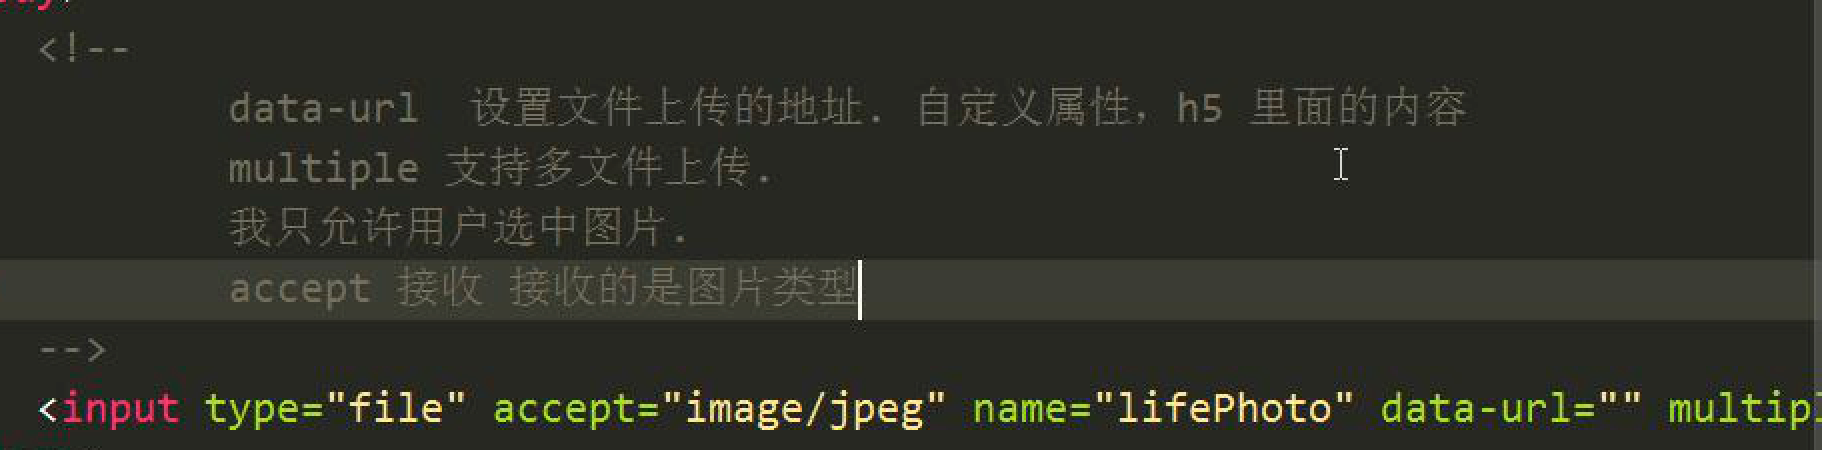 <!--
data-url 设置文件上传的地址. 自定义属性，h5 里面的内容
multiple 支持多文件上传.
我只允许用户选中图片.
accept 接收 接收的是图片类型
-->
<input type="file" accept="image/jpeg" name="lifePhoto" data-url="" multipl